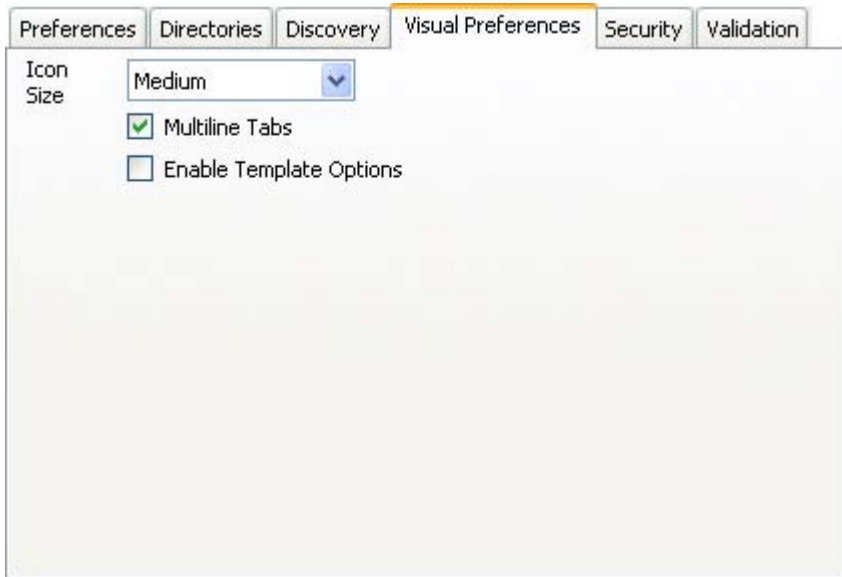 Preferences Directories Discovery Visual Preferences Security Validation
Icon Size Medium
Multiline Tabs
Enable Template Options